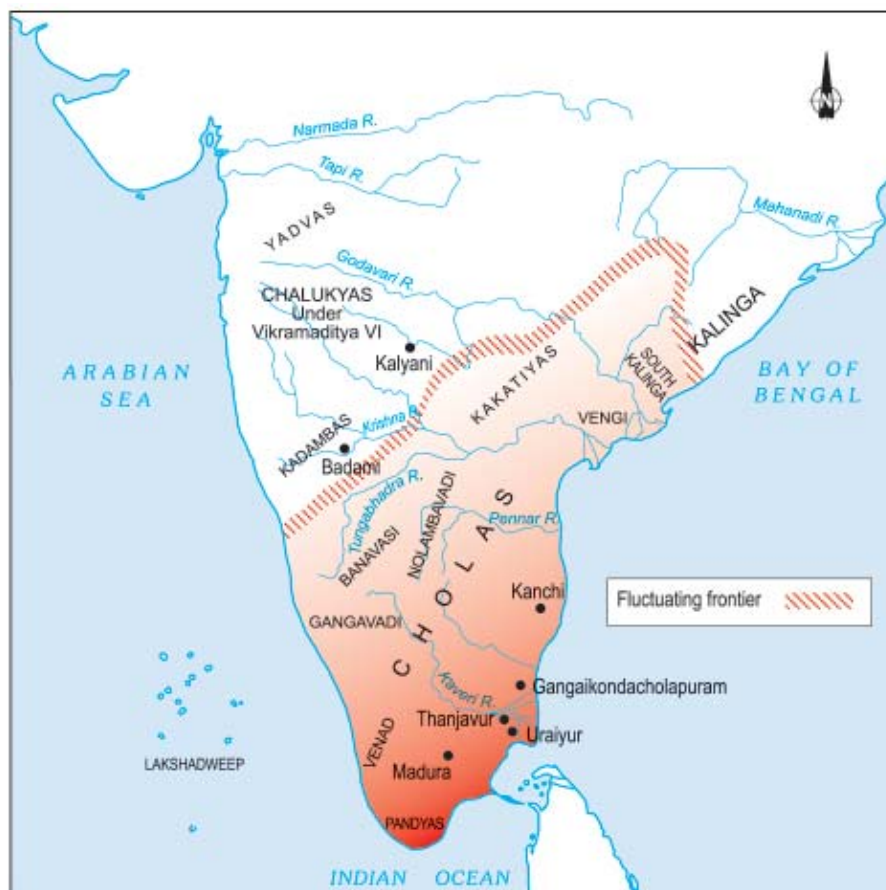 N
Narmada R.
Tapi R.
Mahanadi R.
YADVAS
Godavari R.
CHALUKYAS
Under
Vikramaditya VI
Kalyani
KALINGA
SOUTH
KALINGA
ARABIAN
SEA
BAY OF
BENGAL
KAKATIYAS
VENGI
Krishna R.
KADAMBAS
Badami
Tungabhadra R.
NOLAMBAVADI
Pennar R.
BANAVASI
CHOLAS
Kanchi
Fluctuating frontier
GANGAVADI
Kaveri R.
Gangaikondacholapuram
Thanjavur
Uraiyur
VENAD
LAKSHADWEEP
Madura
PANDYAS
INDIAN OCEAN